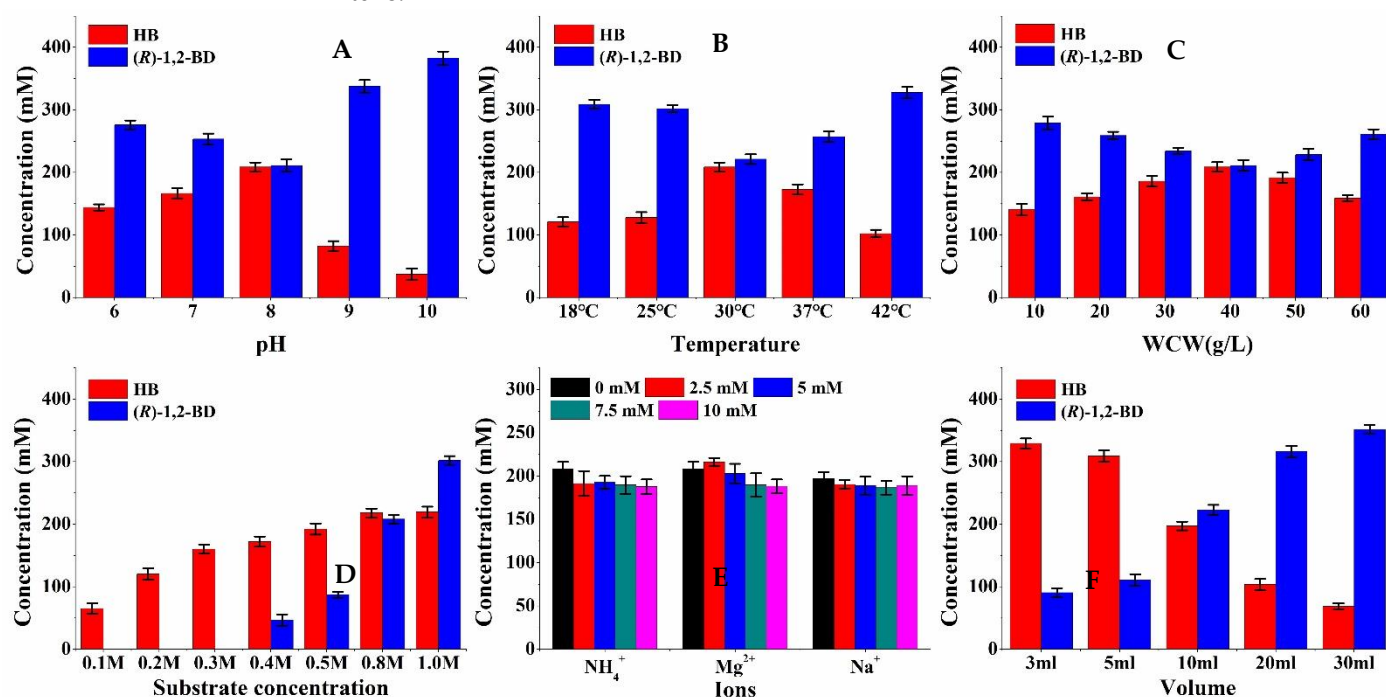 HB
(R)-1,2-BD
A
Concentration (mM)
400
300
200
100
0
6 7 8 9 10
pH
HB
(R)-1,2-BD
B
Concentration (mM)
400
300
200
100
0
18°C 25°C 30°C 37°C 42°C
Temperature
HB
(R)-1,2-BD
C
Concentration (mM)
400
300
200
100
0
10 20 30 40 50 60
WCW(g/L)
HB
(R)-1,2-BD
D
Concentration (mM)
400
300
200
100
0
0.1M 0.2M 0.3M 0.4M 0.5M 0.8M 1.0M
Substrate concentration
0 mM 2.5 mM 5 mM
7.5 mM 10 mM
E
Concentration (mM)
300
250
200
150
100
50
0
NH₄⁺ Mg²⁺ Na⁺
Ions
HB
(R)-1,2-BD
F
Concentration (mM)
400
300
200
100
0
3ml 5ml 10ml 20ml 30ml
Volume